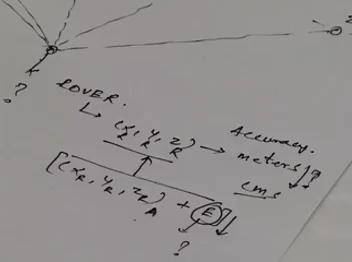 ?
ROVER.
↳ (x, y, z)R → Accuracy.
meters!?
cms
[(xR, yR, zR)A + E]↓
?